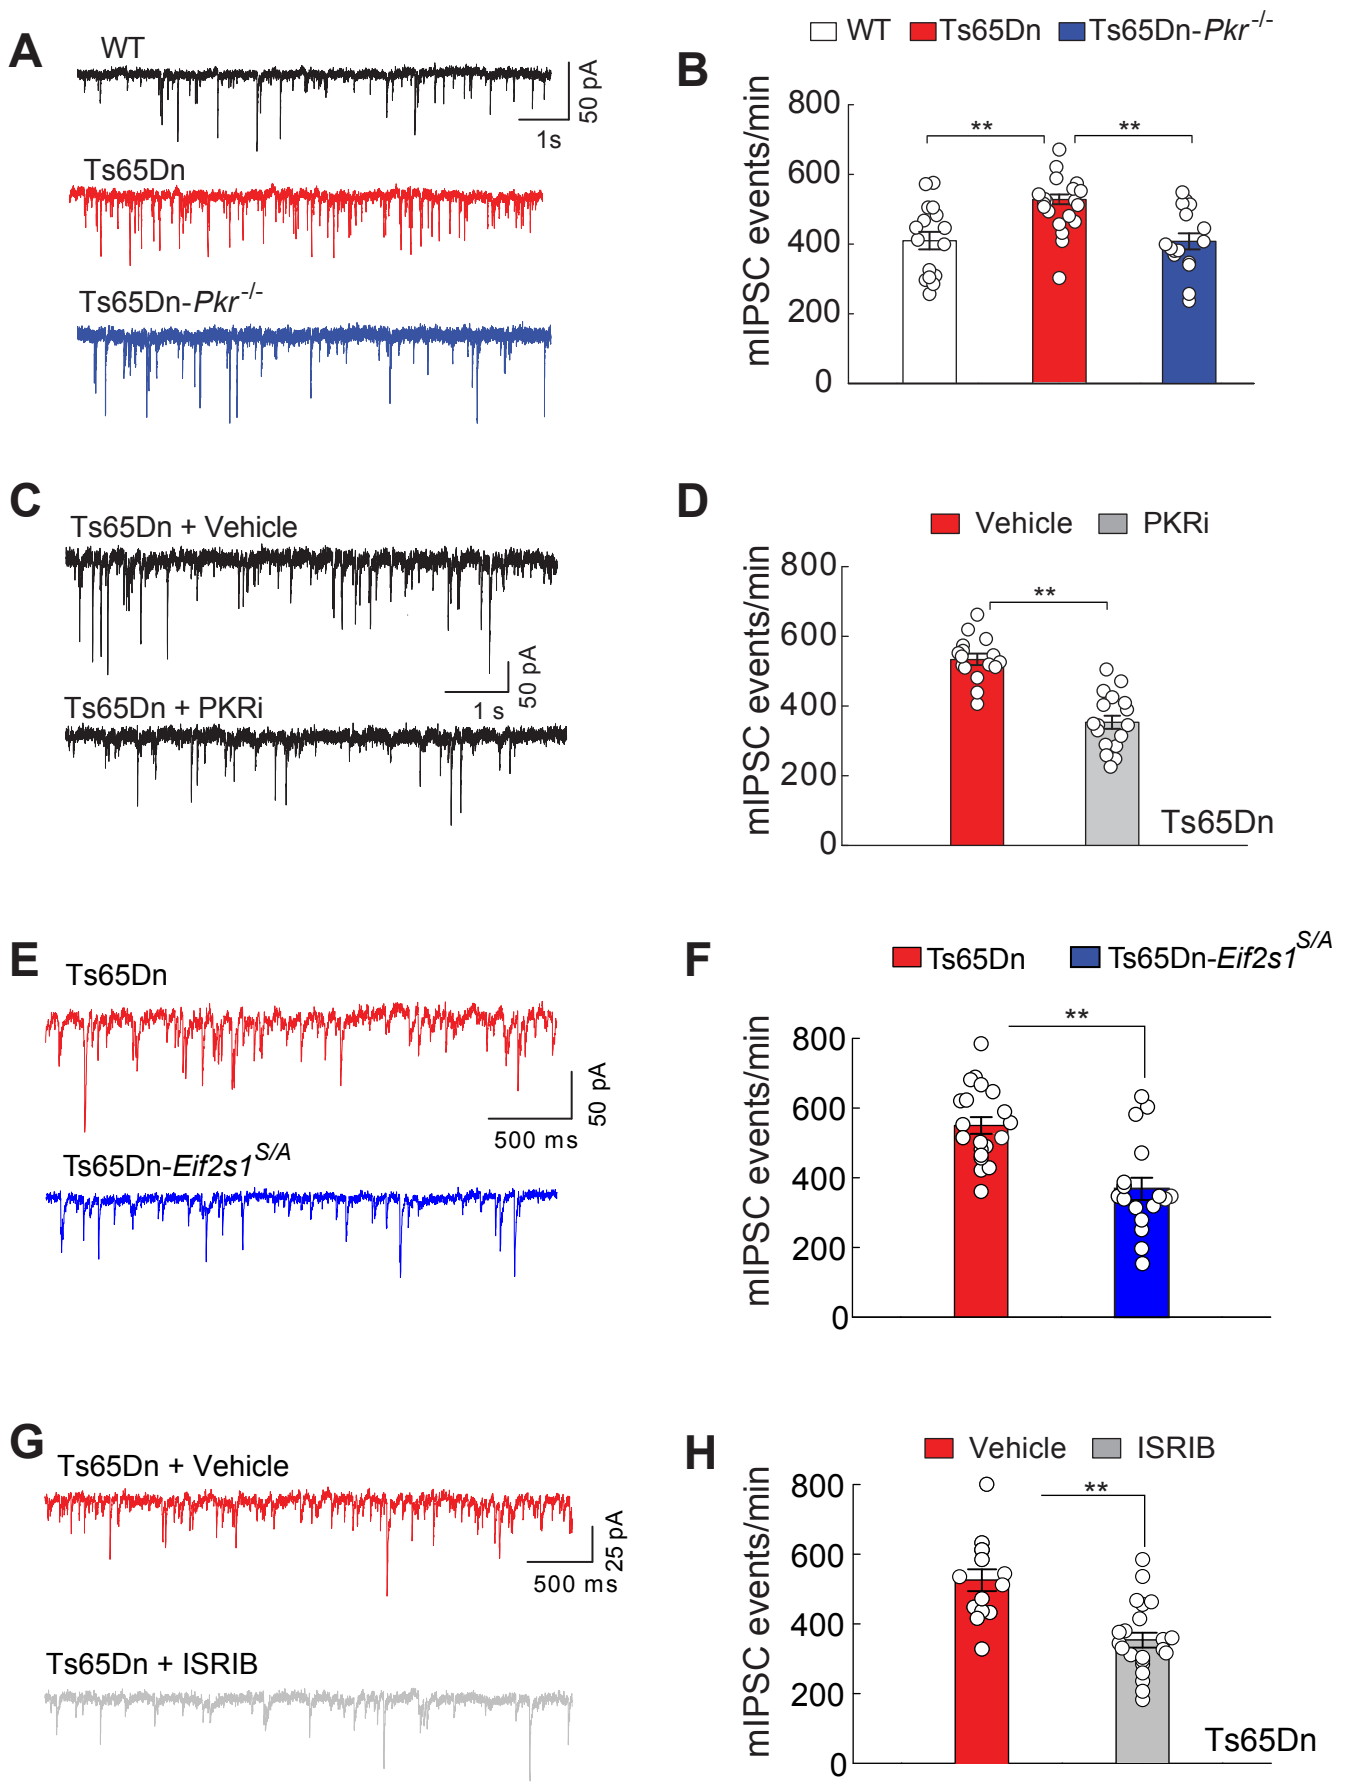 A
WT
50 pA
1s
Ts65Dn
Ts65Dn-Pkr-/-
B
WT Ts65Dn Ts65Dn-Pkr-/-
mIPSC events/min
800
600
400
200
0
** **
C
Ts65Dn + Vehicle
50 pA
1 s
Ts65Dn + PKRi
D
Vehicle PKRi
mIPSC events/min
800
600
400
200
0
**
Ts65Dn
E
Ts65Dn
50 pA
500 ms
Ts65Dn-Eif2s1S/A
F
Ts65Dn Ts65Dn-Eif2s1S/A
mIPSC events/min
800
600
400
200
0
**
G
Ts65Dn + Vehicle
25 pA
500 ms
Ts65Dn + ISRIB
H
Vehicle ISRIB
mIPSC events/min
800
600
400
200
0
**
Ts65Dn